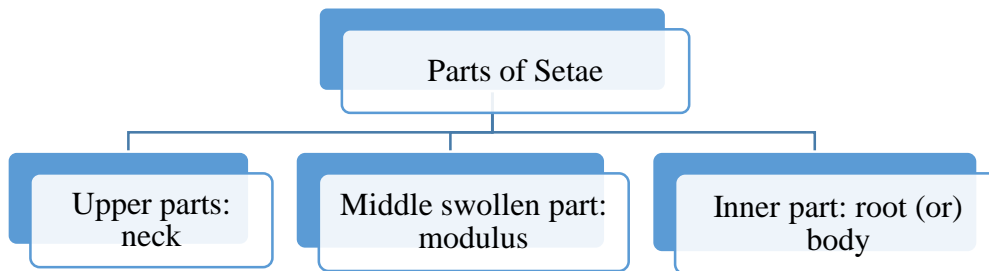 Parts of Setae
Upper parts:
neck
Middle swollen part:
modulus
Inner part: root (or)
body